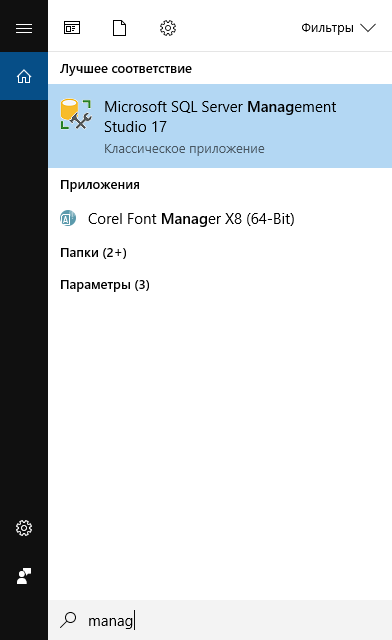 Фильтры
Лучшее соответствие
Microsoft SQL Server Management
Studio 17
Классическое приложение
Приложения
Corel Font Manager X8 (64-Bit)
Папки (2+)
Параметры (3)
manag